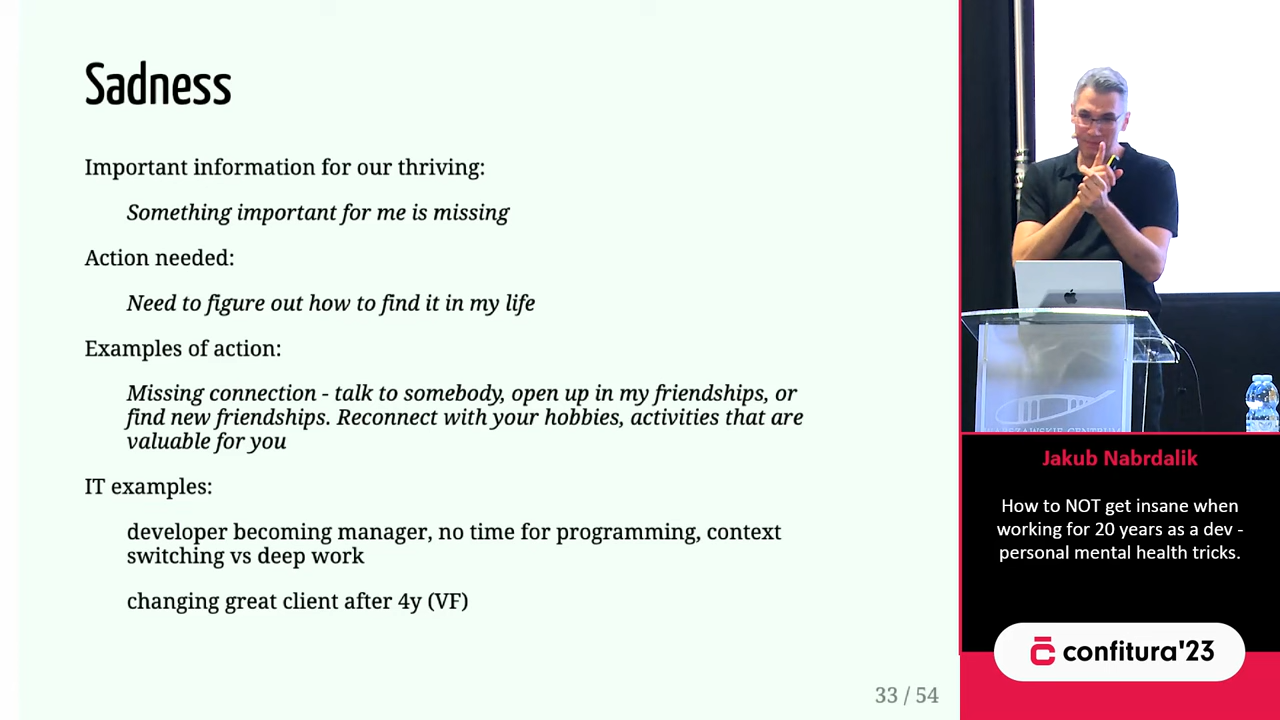 Sadness
Important information for our thriving:
Something important for me is missing
Action needed:
Need to figure out how to find it in my life
Examples of action:
Missing connection - talk to somebody, open up in my friendships, or
find new friendships. Reconnect with your hobbies, activities that are
valuable for you
IT examples:
developer becoming manager, no time for programming, context
switching vs deep work
changing great client after 4y (VF)
33 / 54
WARSZAWSKIE CENTRUM
Jakub Nabrdalik
How to NOT get insane when
working for 20 years as a dev -
personal mental health tricks.
confitura'23